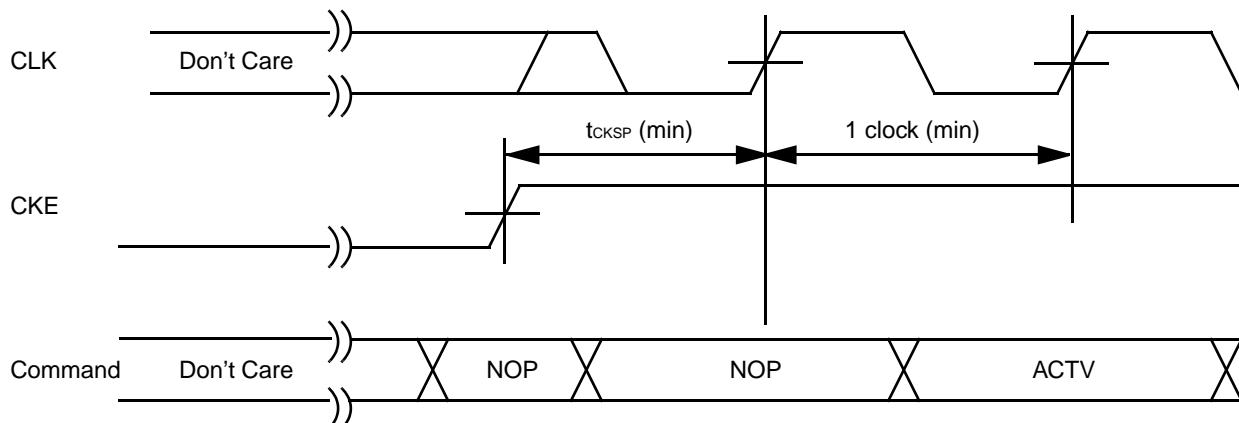 CLK Don't Care
tCKSP (min) 1 clock (min)
CKE
Command Don't Care NOP NOP ACTV